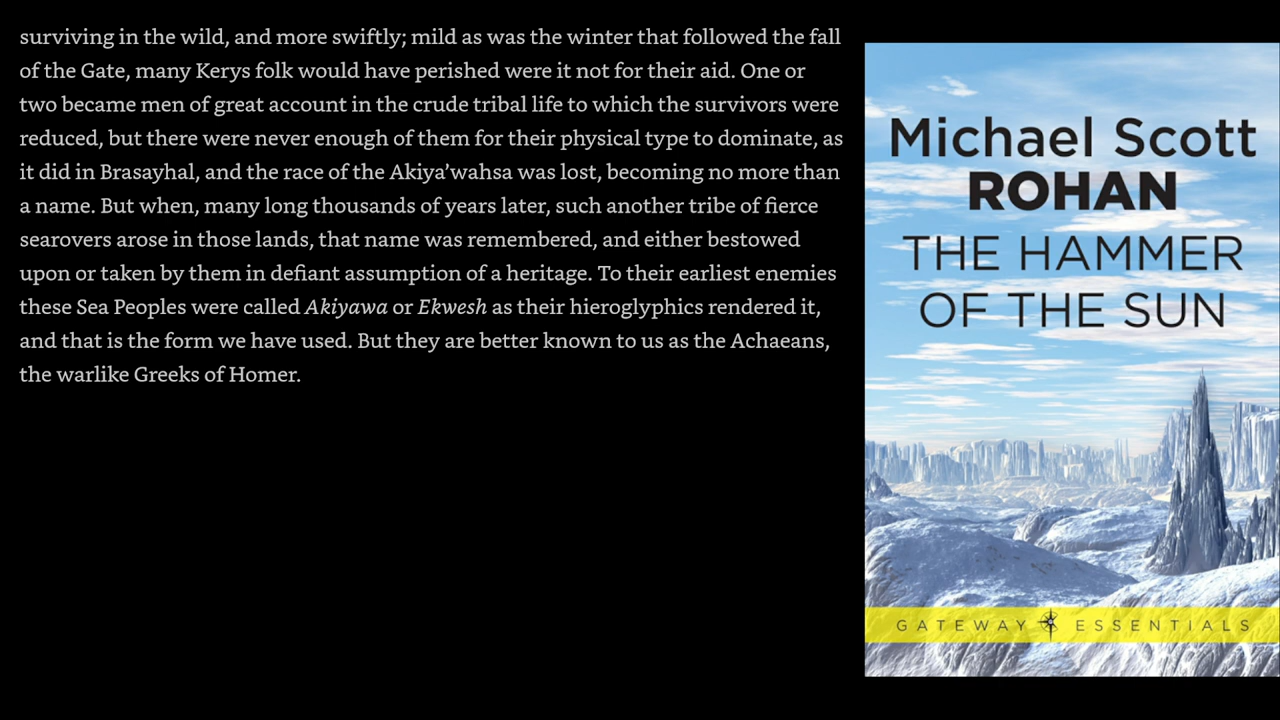 surviving in the wild, and more swiftly; mild as was the winter that followed the fall
of the Gate, many Kerys folk would have perished were it not for their aid. One or
two became men of great account in the crude tribal life to which the survivors were
reduced, but there were never enough of them for their physical type to dominate, as
it did in Brasayhal, and the race of the Akiya’wahsa was lost, becoming no more than
a name. But when, many long thousands of years later, such another tribe of fierce
searovers arose in those lands, that name was remembered, and either bestowed
upon or taken by them in defiant assumption of a heritage. To their earliest enemies
these Sea Peoples were called Akiyawa or Ekwesh as their hieroglyphics rendered it,
and that is the form we have used. But they are better known to us as the Achaeans,
the warlike Greeks of Homer.
Michael Scott
ROHAN
THE HAMMER
OF THE SUN
GATEWAY ESSENTIALS